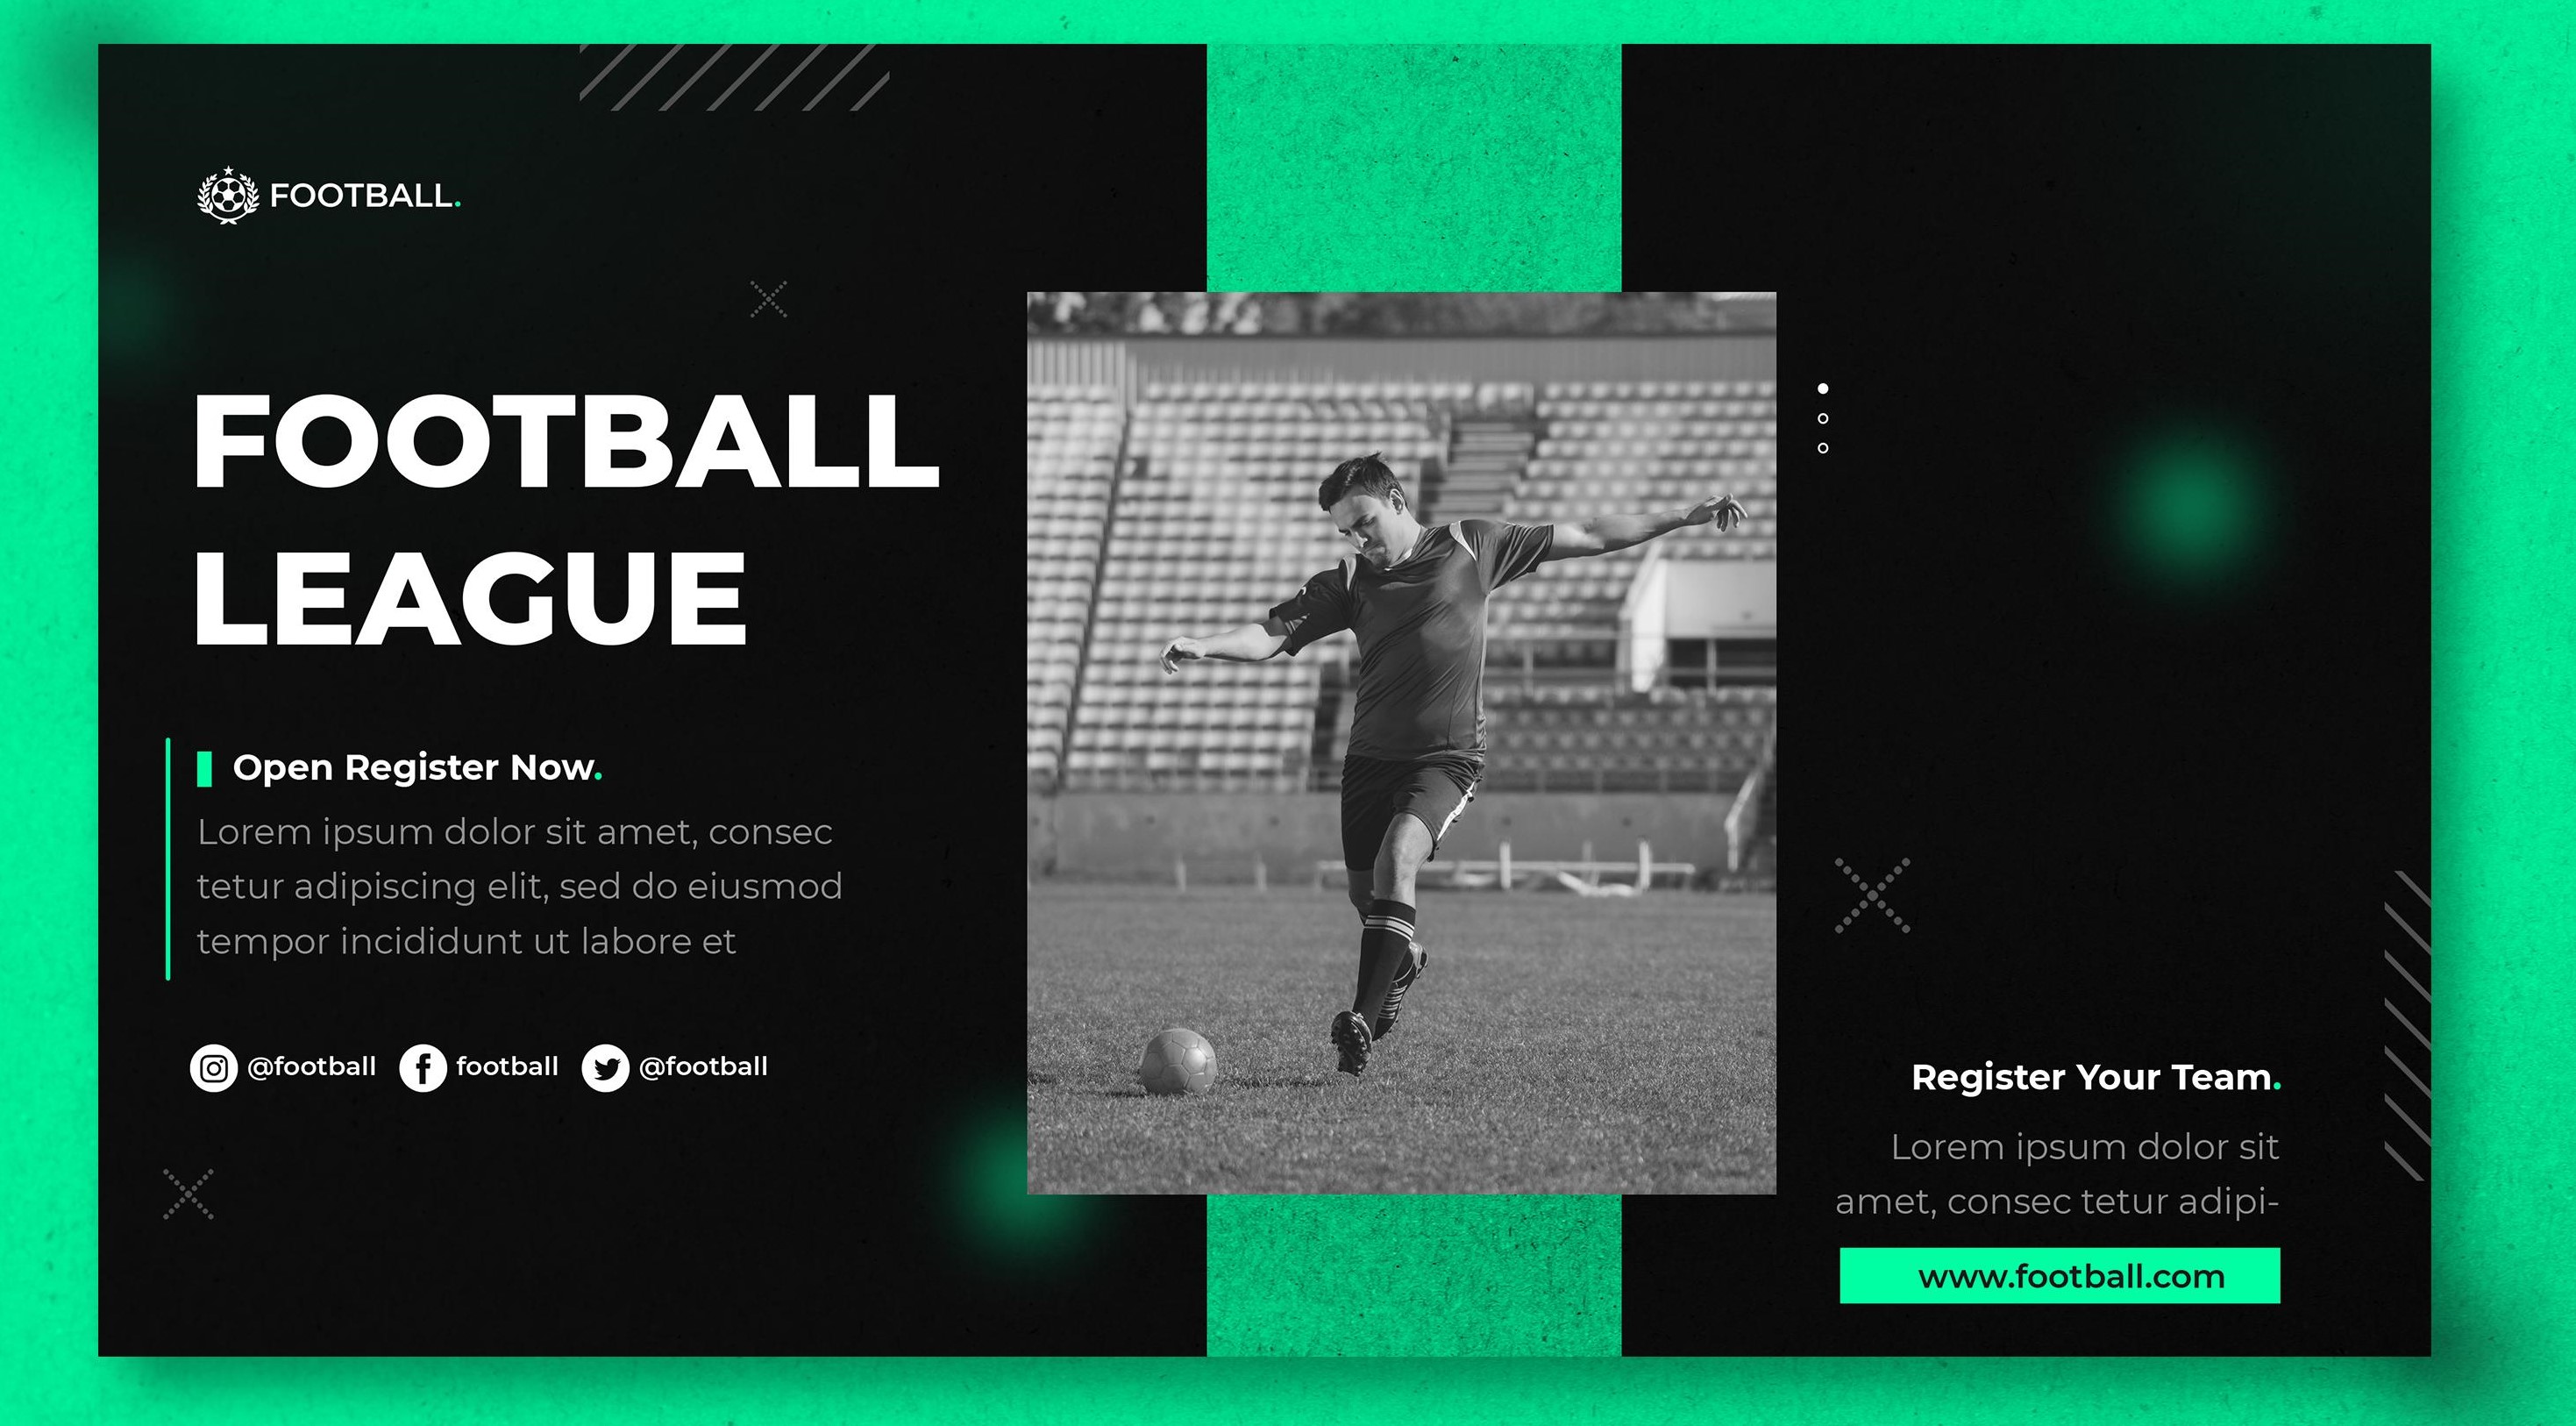 FOOTBALL.
FOOTBALL
LEAGUE
Open Register Now.
Lorem ipsum dolor sit amet, consec
tetur adipiscing elit, sed do eiusmod
tempor incididunt ut labore et
@football football @football
Register Your Team.
Lorem ipsum dolor sit
amet, consec tetur adipi-
www.football.com